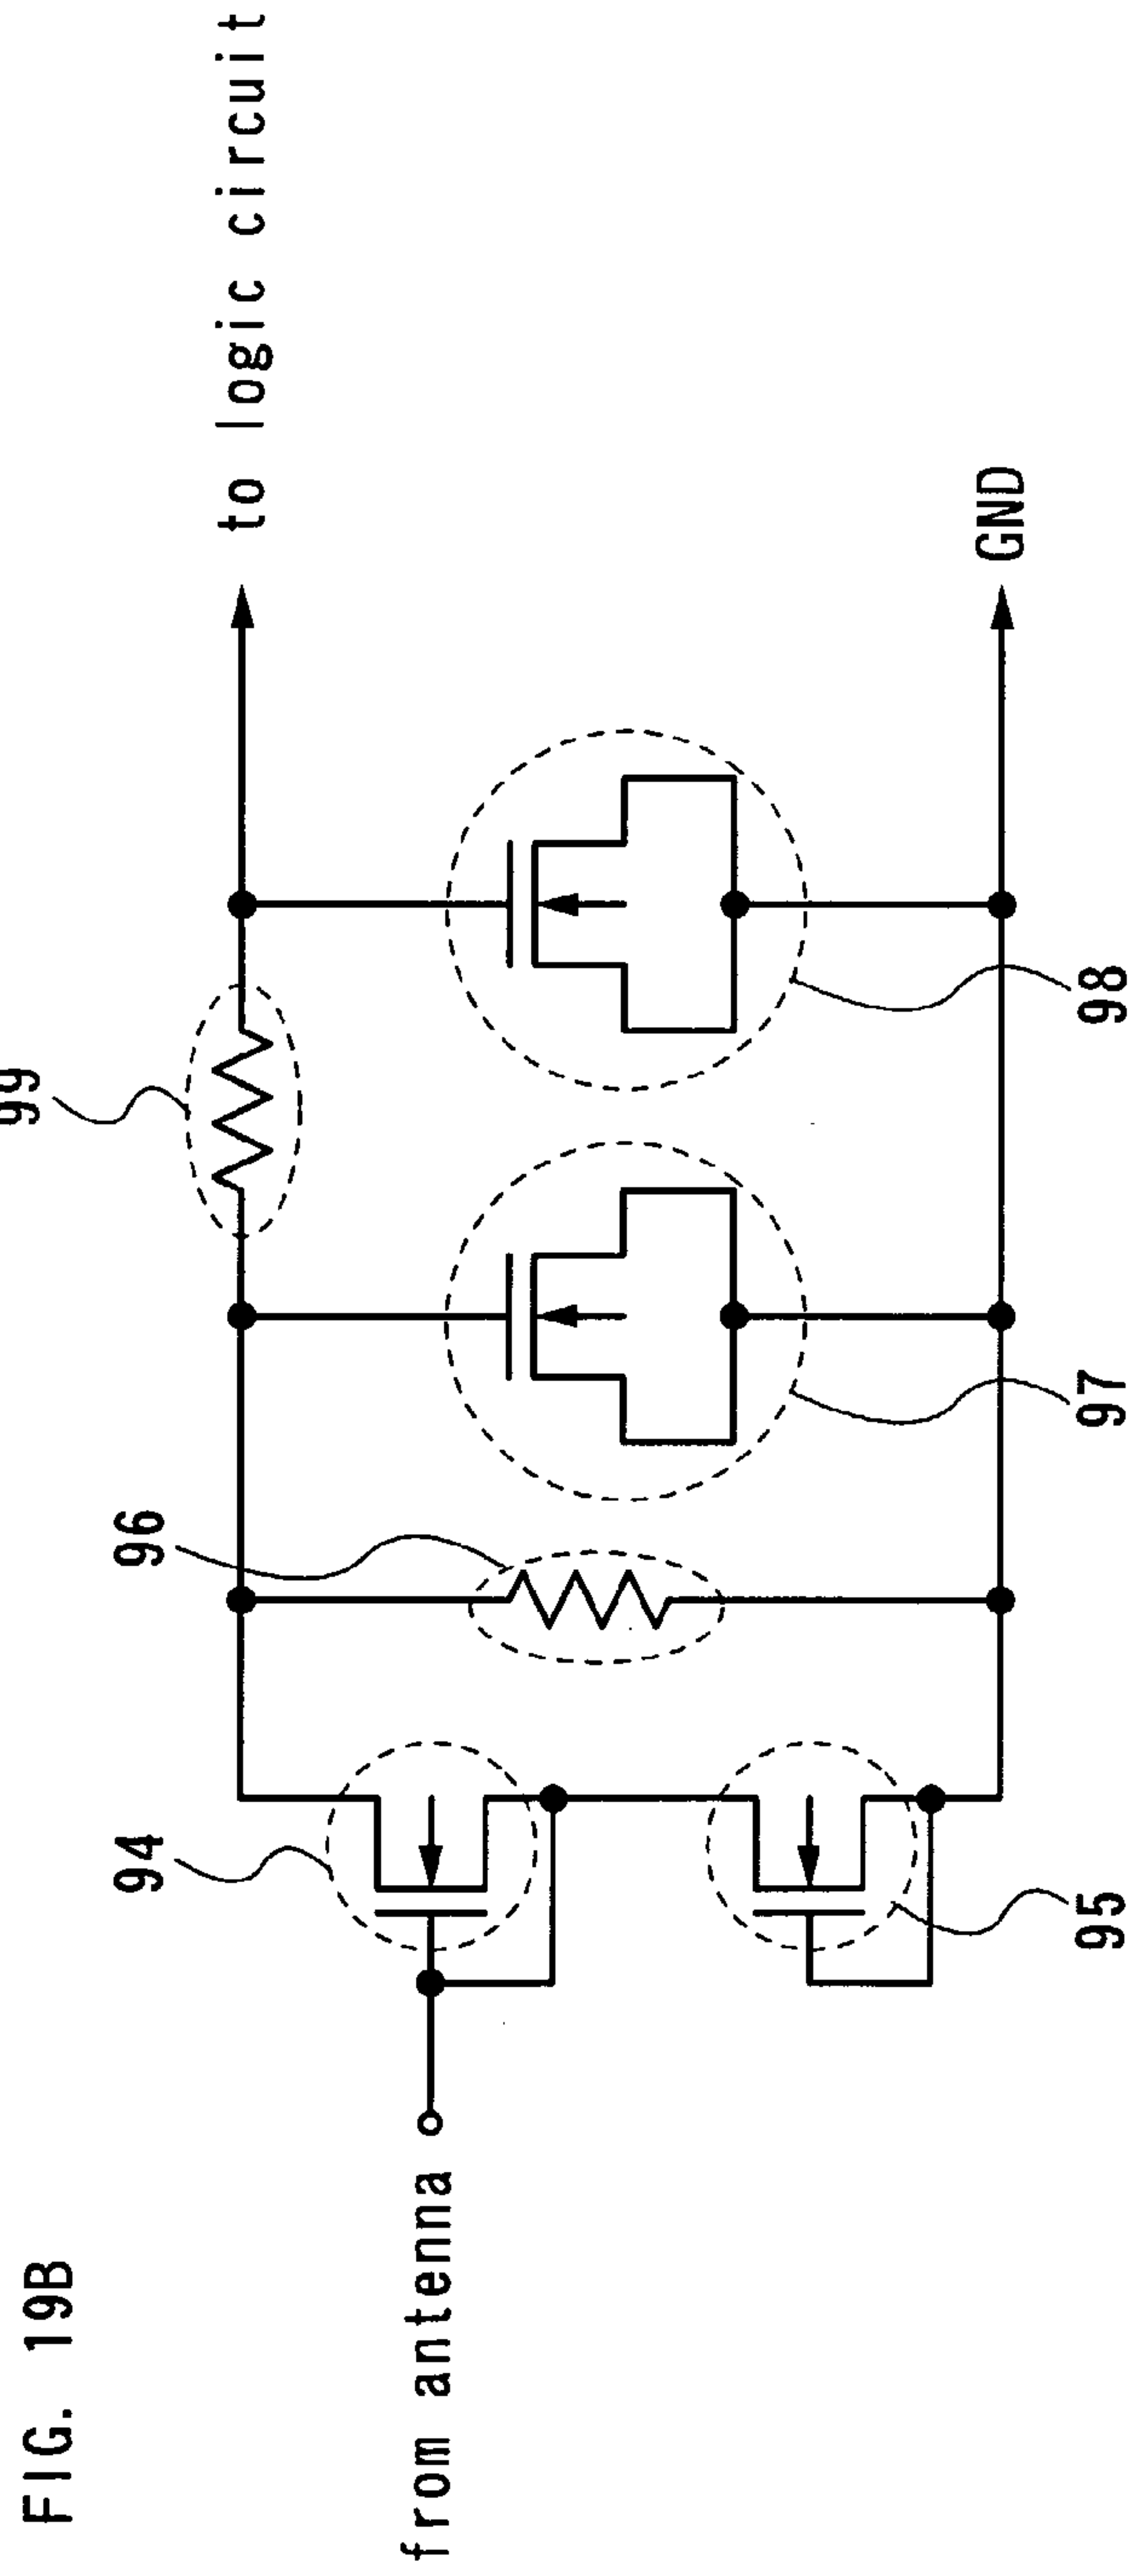 FIG. 19B
99
to logic circuit
94
96
from antenna
95
97
98
GND